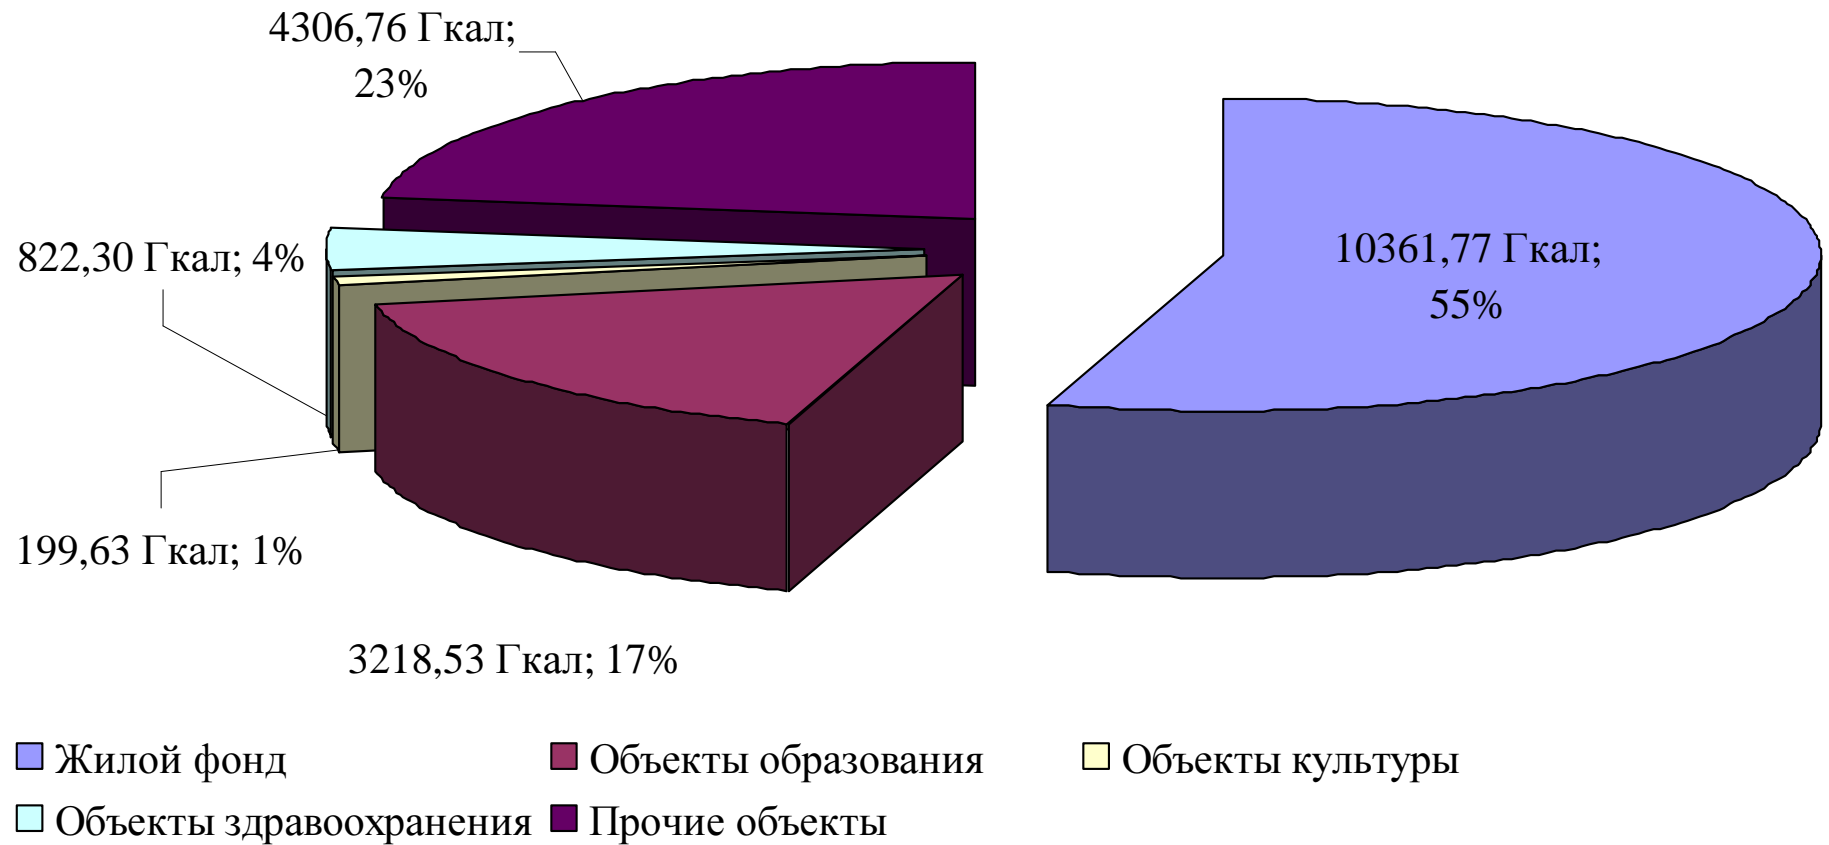 4306,76 Гкал;
23%
10361,77 Гкал;
55%
822,30 Гкал; 4%
199,63 Гкал; 1%
3218,53 Гкал; 17%
Жилой фонд
Объекты образования
Объекты культуры
Объекты здравоохранения
Прочие объекты